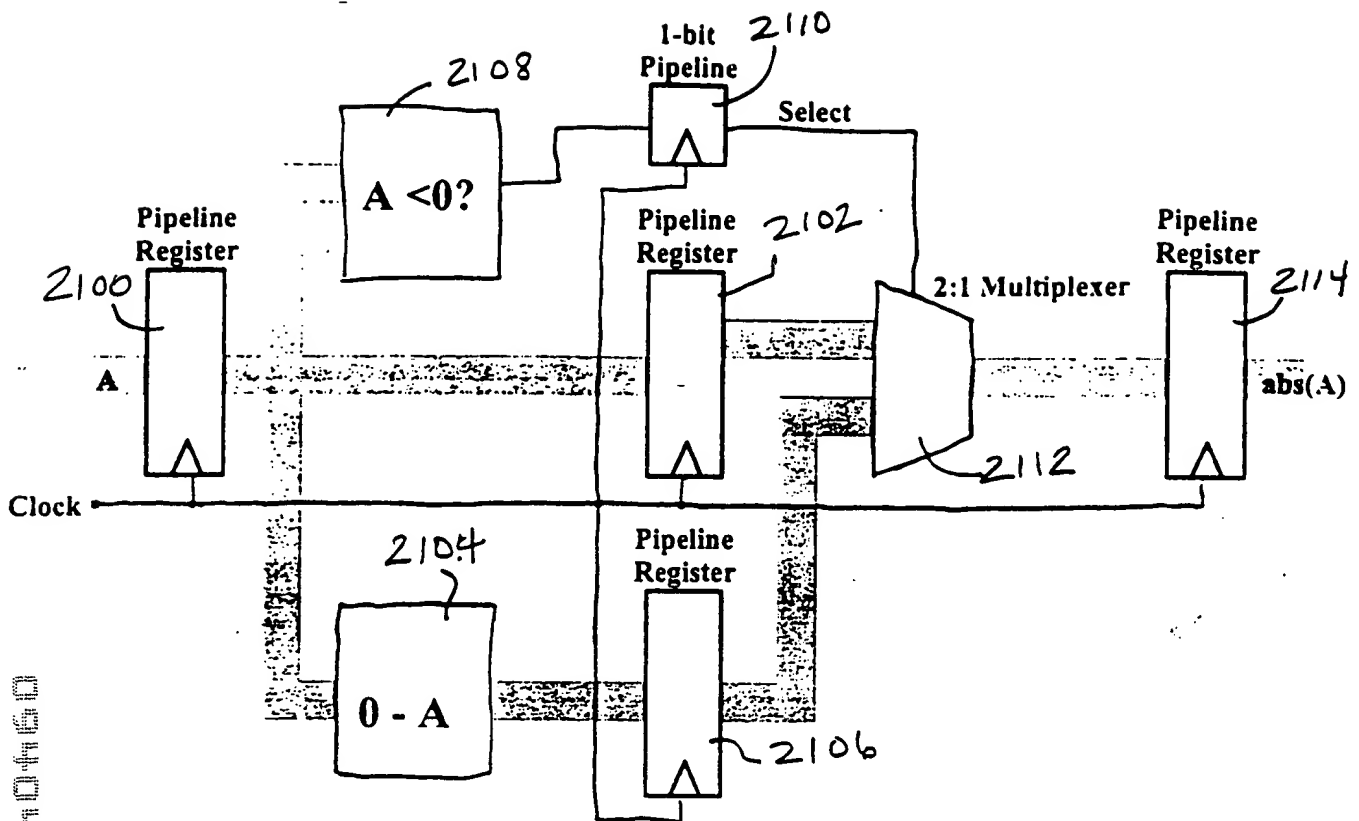 1-bit
Pipeline
2110
2108
Select
A <0?
Pipeline
Register
2100
Pipeline
Register
2102
Pipeline
Register
2114
2:1 Multiplexer
A
abs(A)
2112
Clock
2104
Pipeline
Register
0 - A
2106